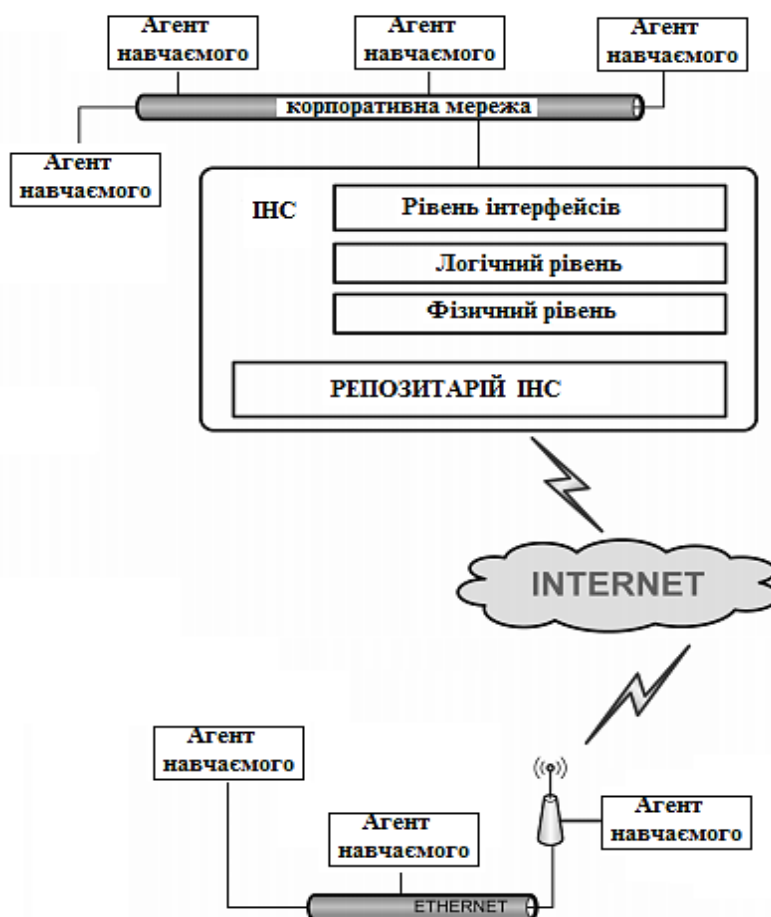 Агент
навчаємого
Агент
навчаємого
Агент
навчаємого
корпоративна мережа
Агент
навчаємого
ІНС
Рівень інтерфейсів
Логічний рівень
Фізичний рівень
РЕПОЗИТАРІЙ ІНС
INTERNET
Агент
навчаємого
Агент
навчаємого
Агент
навчаємого
ETHERNET